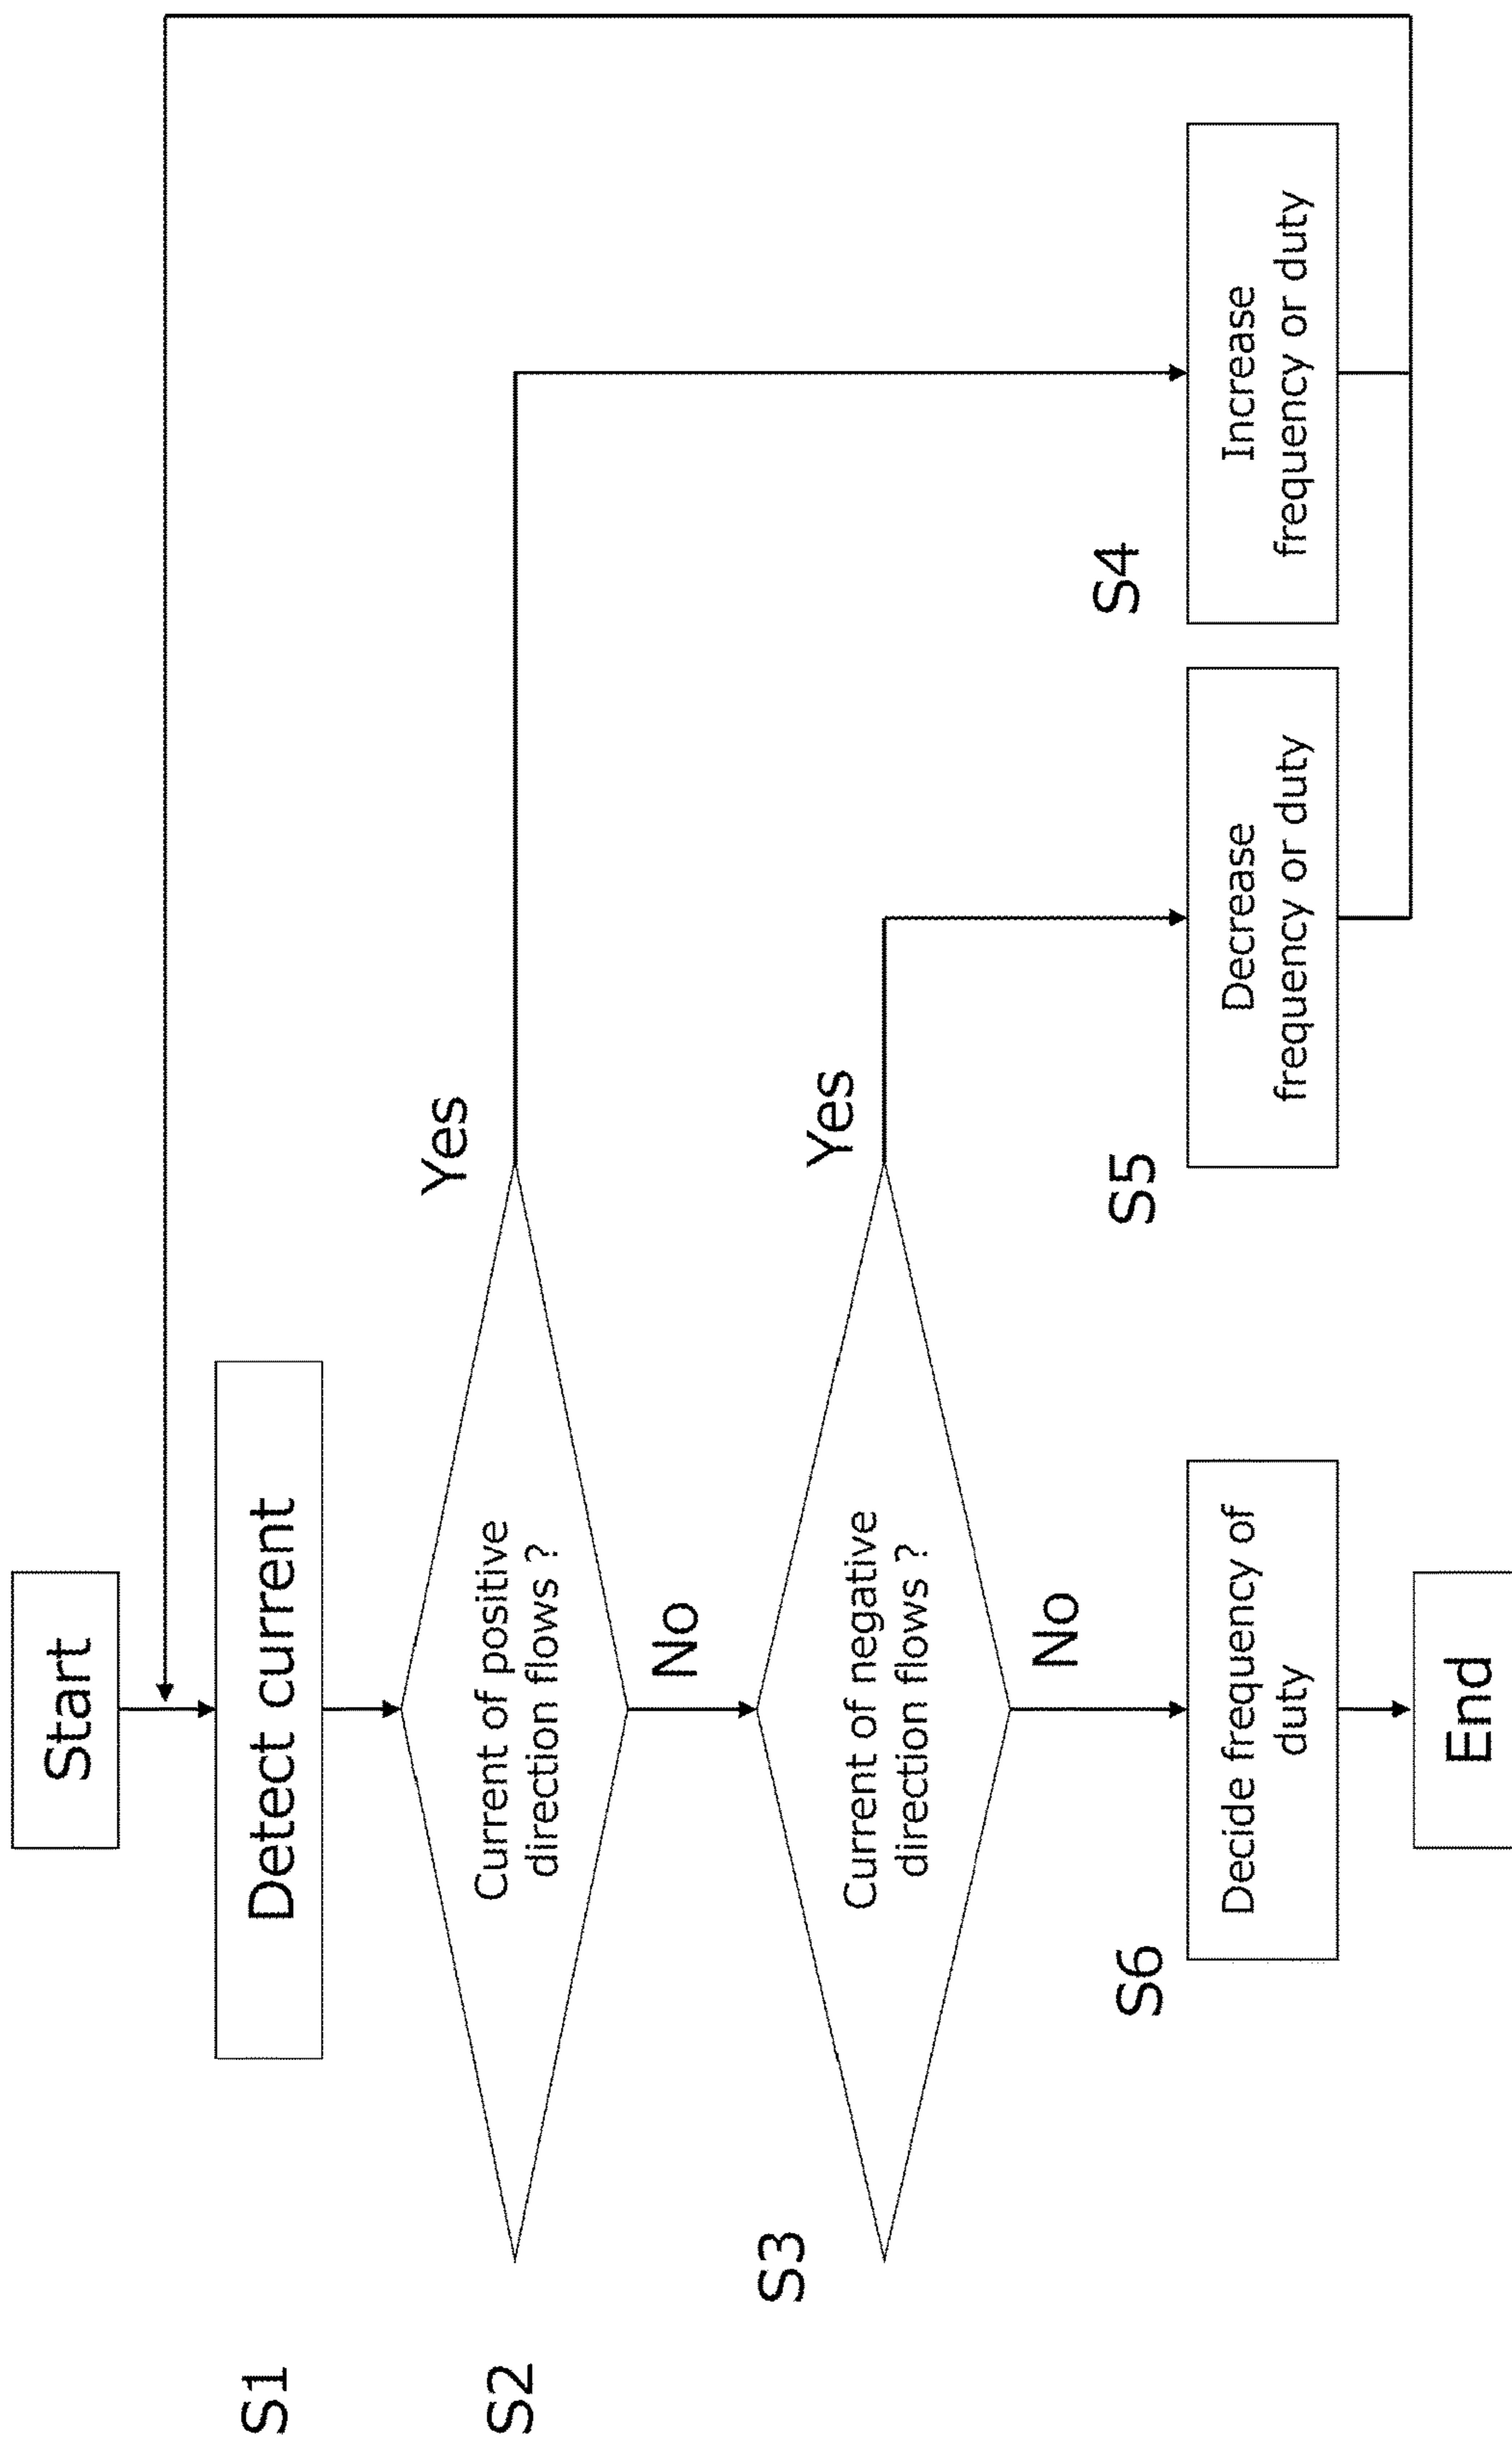 Start
S1
Detect current
S2
Current of positive
direction flows ?
Yes
No
S3
Current of negative
direction flows ?
Yes
No
S6
Decide frequency of
duty
S5
Decrease
frequency or duty
S4
Increase
frequency or duty
End